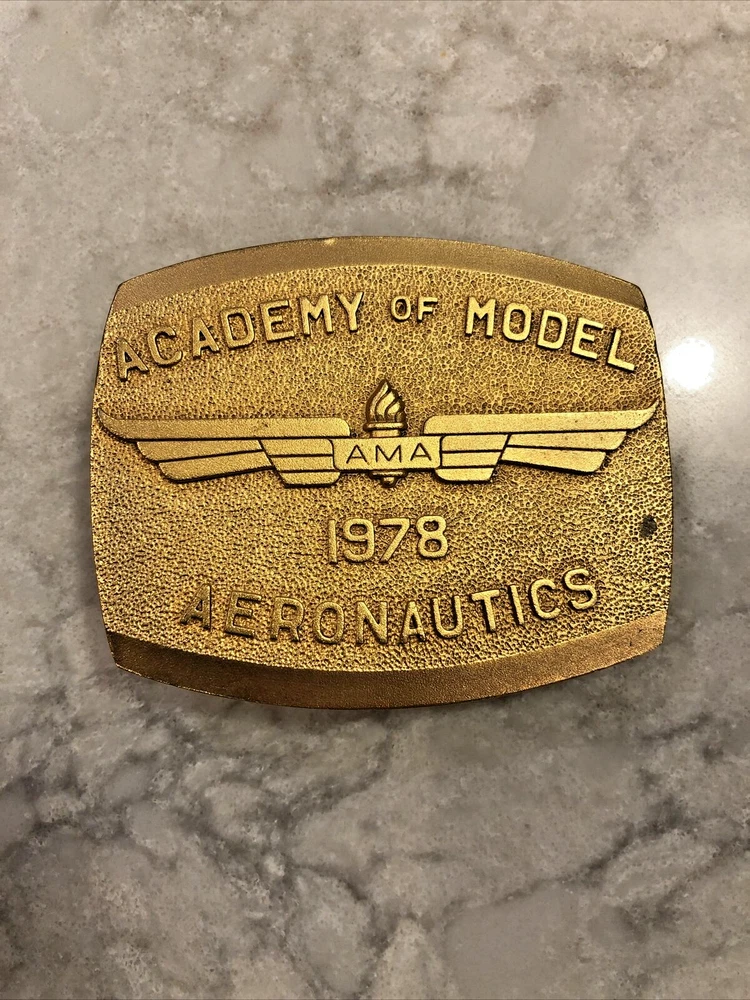 ACADEMY OF MODEL
AMA
1978
AERONAUTICS